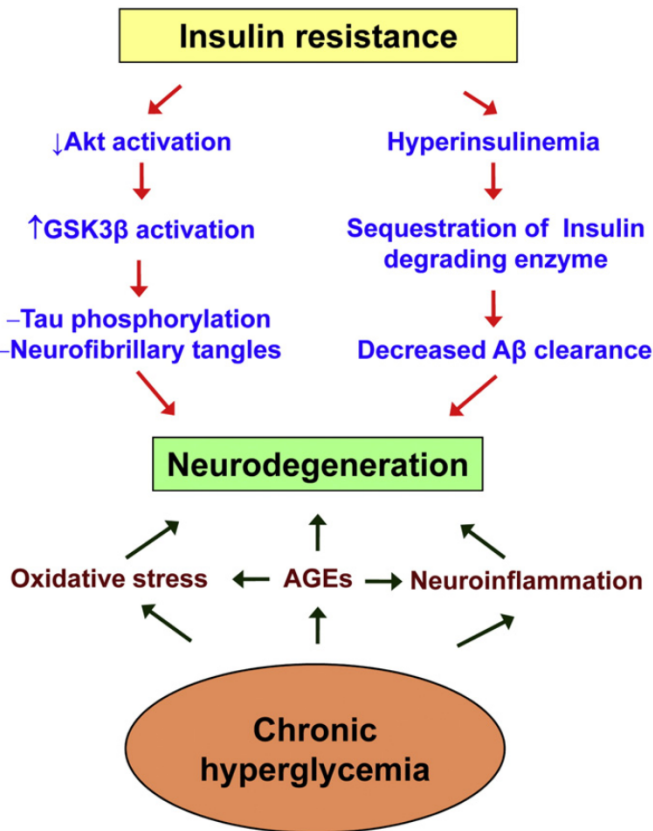 Insulin resistance
↓Akt activation
Hyperinsulinemia
↑GSK3β activation
Sequestration of Insulin
degrading enzyme
–Tau phosphorylation
–Neurofibrillary tangles
Decreased Aβ clearance
Neurodegeneration
Oxidative stress
AGEs
Neuroinflammation
Chronic
hyperglycemia